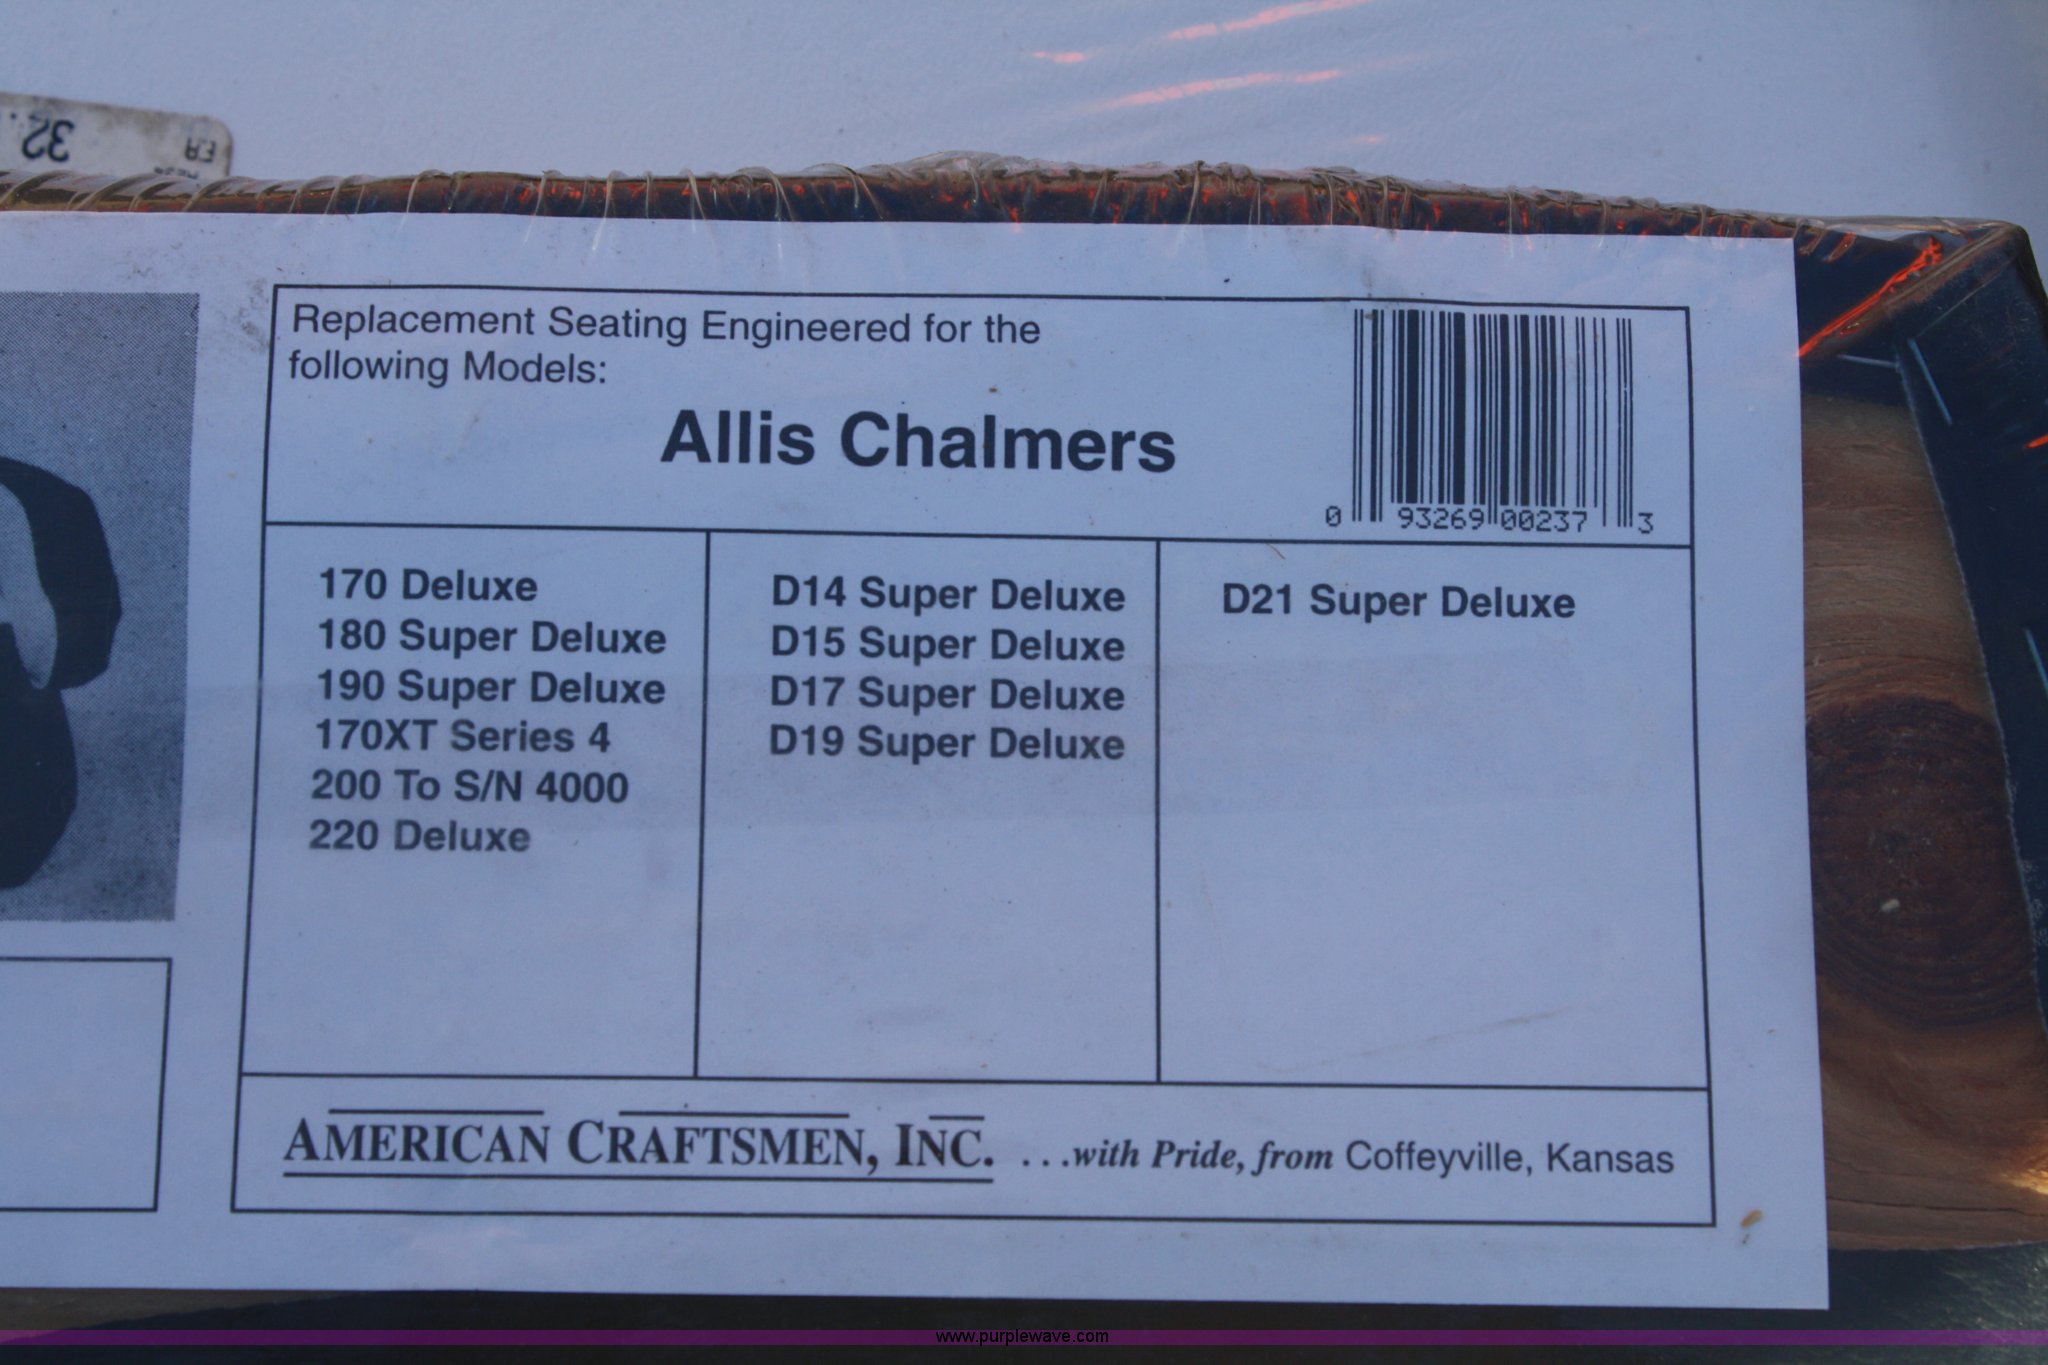 32.
EA
Replacement Seating Engineered for the
following Models:
Allis Chalmers
0 93269 00237 3
170 Deluxe
180 Super Deluxe
190 Super Deluxe
170XT Series 4
200 To S/N 4000
220 Deluxe
D14 Super Deluxe
D15 Super Deluxe
D17 Super Deluxe
D19 Super Deluxe
D21 Super Deluxe
AMERICAN CRAFTSMEN, INC. ...with Pride, from Coffeyville, Kansas
www.purplewave.com